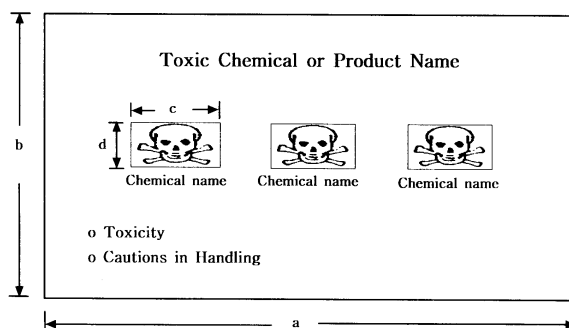 Toxic Chemical or Product Name
c
b
d
Chemical name Chemical name Chemical name
o Toxicity
o Cautions in Handling
a